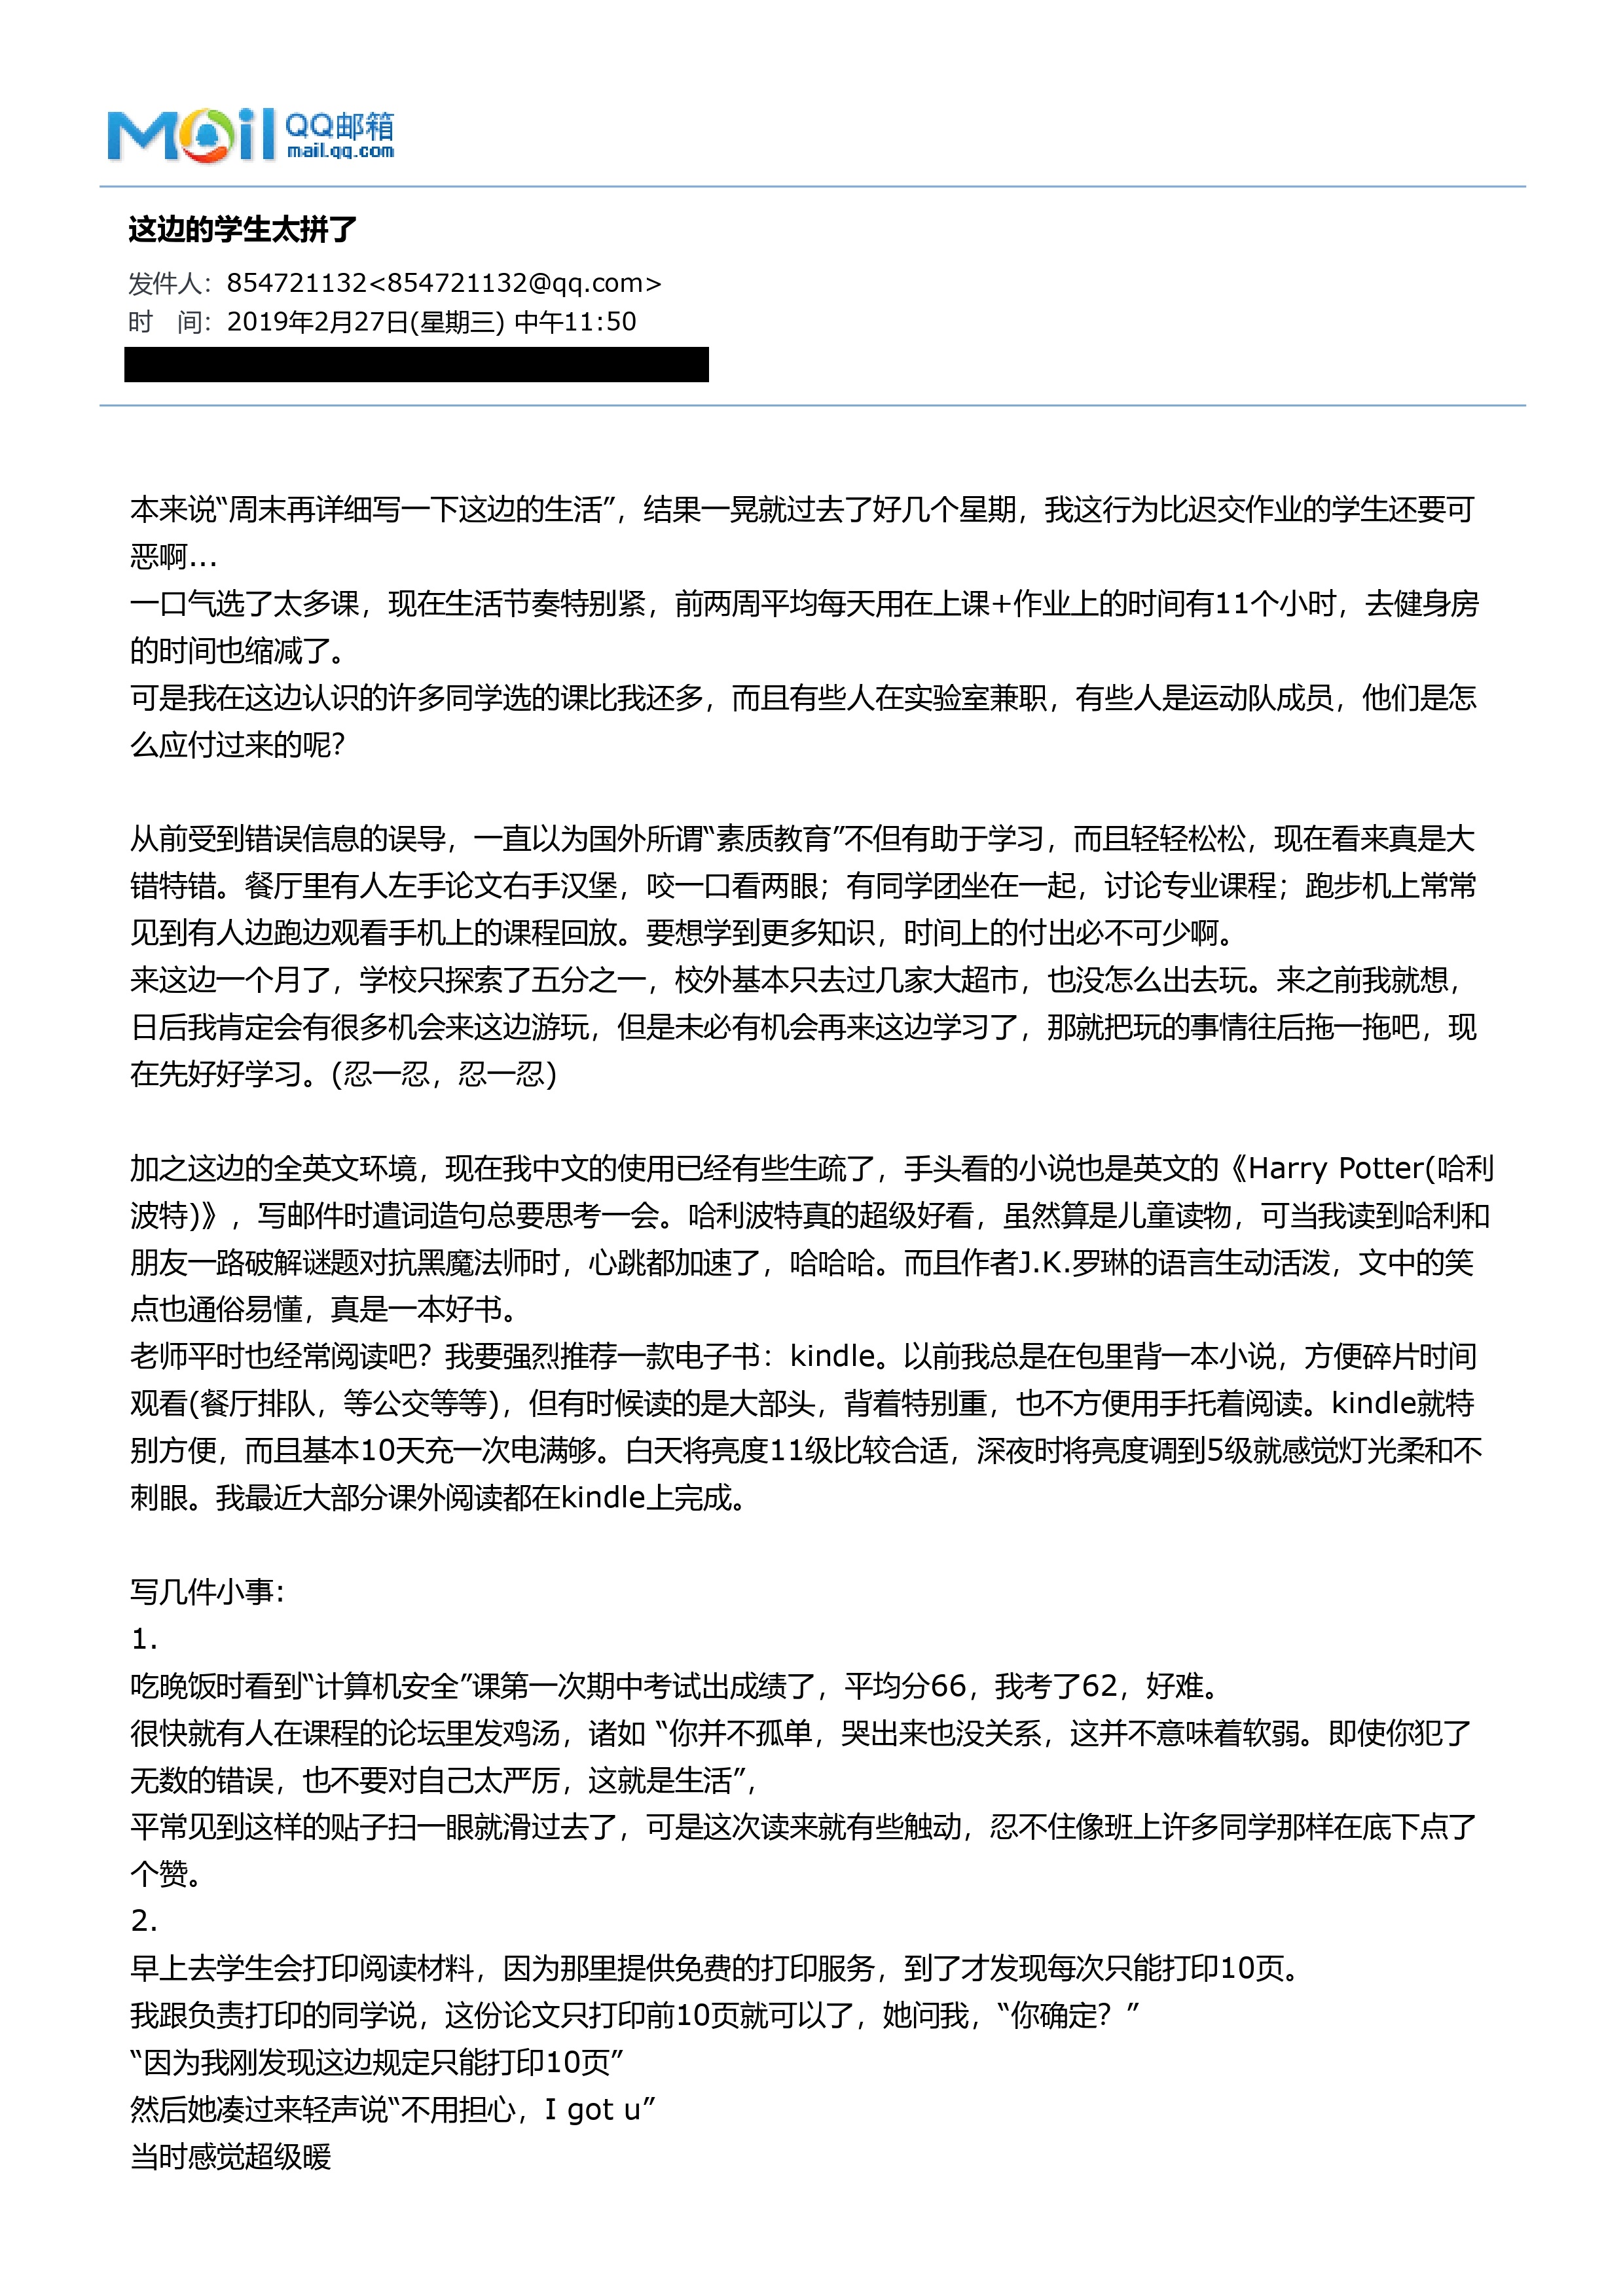 Mail QQ邮箱
mail.qq.com
这边的学生太拼了
发件人：854721132<854721132@qq.com>
时　间：2019年2月27日(星期三) 中午11:50
本来说“周末再详细写一下这边的生活”，结果一晃就过去了好几个星期，我这行为比迟交作业的学生还要可
恶啊...
一口气选了太多课，现在生活节奏特别紧，前两周平均每天用在上课+作业上的时间有11个小时，去健身房
的时间也缩减了。
可是我在这边认识的许多同学选的课比我还多，而且有些人在实验室兼职，有些人是运动队成员，他们是怎
么应付过来的呢？
从前受到错误信息的误导，一直以为国外所谓“素质教育”不但有助于学习，而且轻轻松松，现在看来真是大
错特错。餐厅里有人左手论文右手汉堡，咬一口看两眼；有同学团坐在一起，讨论专业课程；跑步机上常常
见到有人边跑边观看手机上的课程回放。要想学到更多知识，时间上的付出必不可少啊。
来这边一个月了，学校只探索了五分之一，校外基本只去过几家大超市，也没怎么出去玩。来之前我就想，
日后我肯定会有很多机会来这边游玩，但是未必有机会再来这边学习了，那就把玩的事情往后拖一拖吧，现
在先好好学习。(忍一忍，忍一忍)
加之这边的全英文环境，现在我中文的使用已经有些生疏了，手头看的小说也是英文的《Harry Potter(哈利
波特)》，写邮件时遣词造句总要思考一会。哈利波特真的超级好看，虽然算是儿童读物，可当我读到哈利和
朋友一路破解谜题对抗黑魔法师时，心跳都加速了，哈哈哈。而且作者J.K.罗琳的语言生动活泼，文中的笑
点也通俗易懂，真是一本好书。
老师平时也经常阅读吧？我要强烈推荐一款电子书：kindle。以前我总是在包里背一本小说，方便碎片时间
观看(餐厅排队，等公交等等)，但有时候读的是大部头，背着特别重，也不方便用手托着阅读。kindle就特
别方便，而且基本10天充一次电满够。白天将亮度11级比较合适，深夜时将亮度调到5级就感觉灯光柔和不
刺眼。我最近大部分课外阅读都在kindle上完成。
写几件小事：
1.
吃晚饭时看到“计算机安全”课第一次期中考试出成绩了，平均分66，我考了62，好难。
很快就有人在课程的论坛里发鸡汤，诸如 “你并不孤单，哭出来也没关系，这并不意味着软弱。即使你犯了
无数的错误，也不要对自己太严厉，这就是生活”，
平常见到这样的贴子扫一眼就滑过去了，可是这次读来就有些触动，忍不住像班上许多同学那样在底下点了
个赞。
2.
早上去学生会打印阅读材料，因为那里提供免费的打印服务，到了才发现每次只能打印10页。
我跟负责打印的同学说，这份论文只打印前10页就可以了，她问我，“你确定？”
“因为我刚发现这边规定只能打印10页”
然后她凑过来轻声说“不用担心，I got u”
当时感觉超级暖